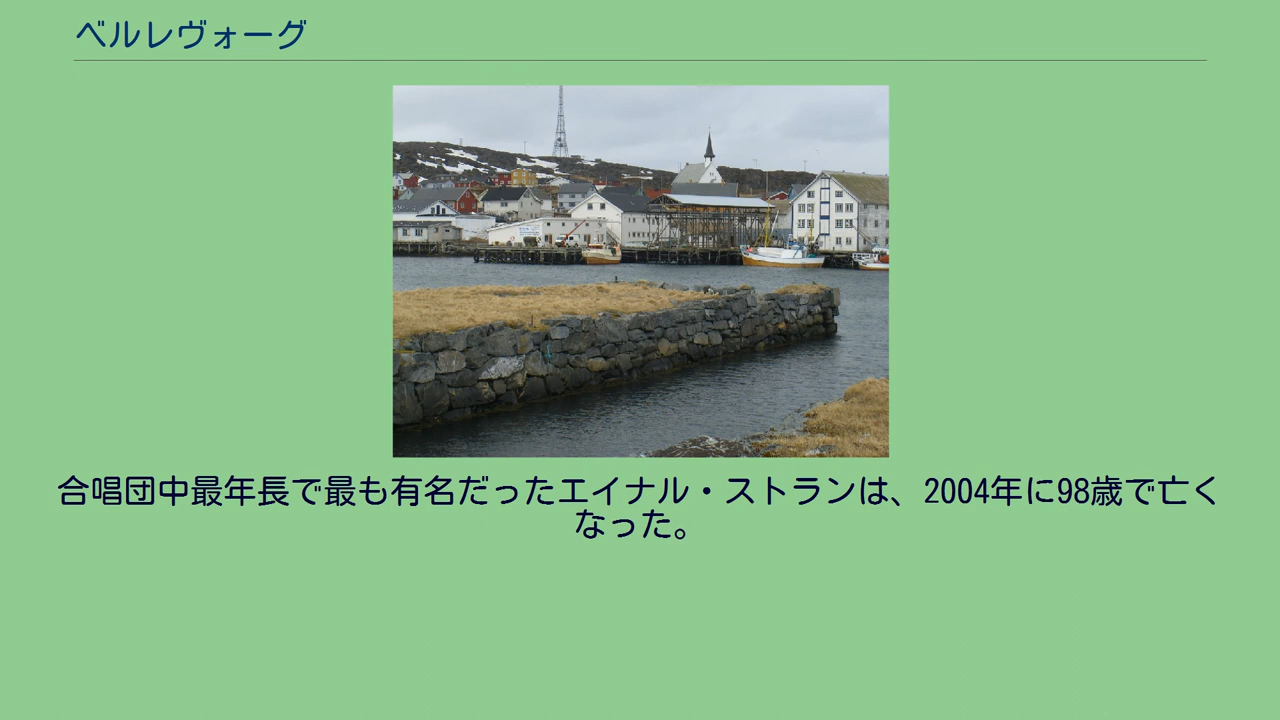 ベルレヴォーグ
合唱団中最年長で最も有名だったエイナル・ストランは、2004年に98歳で亡く
なった。